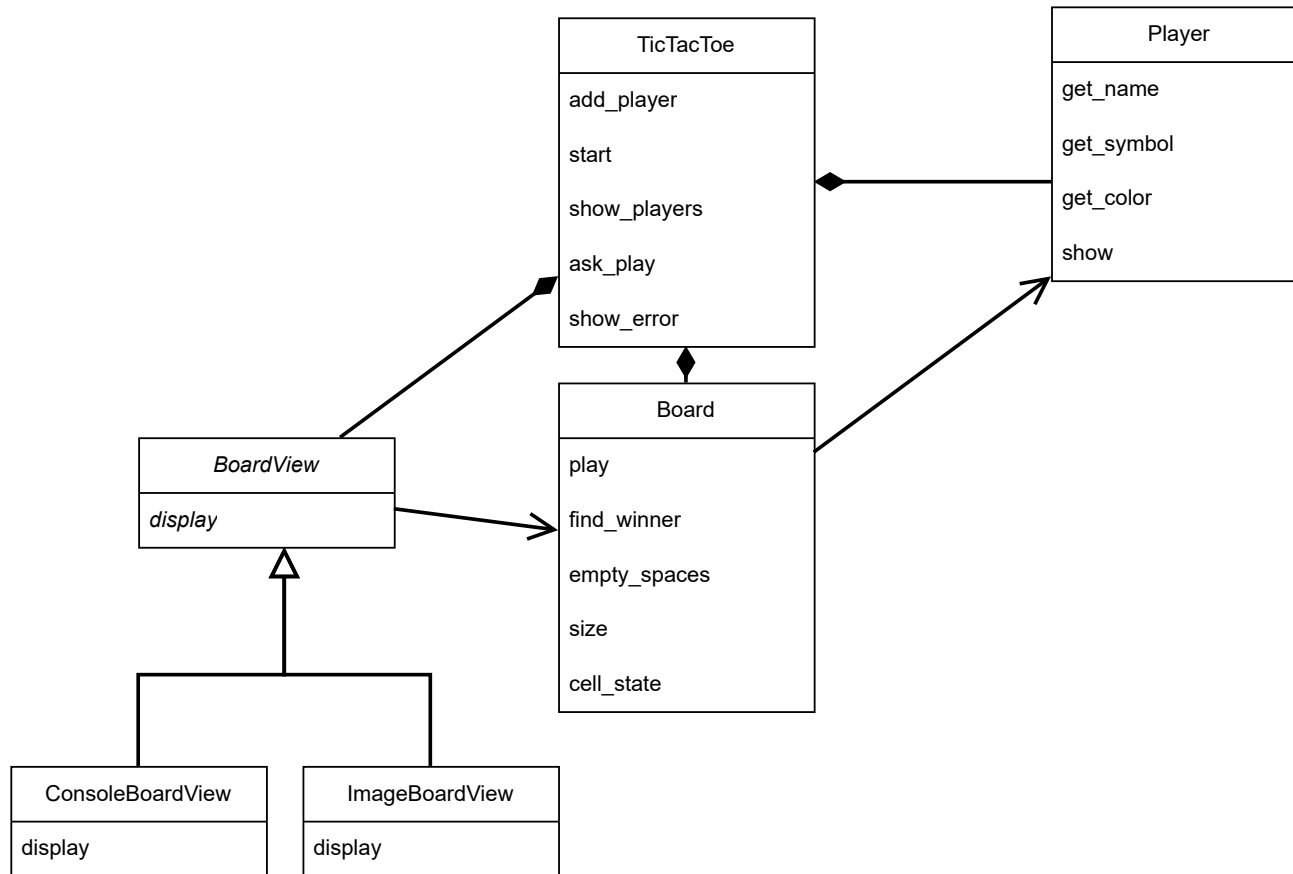 TicTacToe
add_player
start
show_players
ask_play
show_error
Player
get_name
get_symbol
get_color
show
Board
play
find_winner
empty_spaces
size
cell_state
BoardView
display
ConsoleBoardView
display
ImageBoardView
display